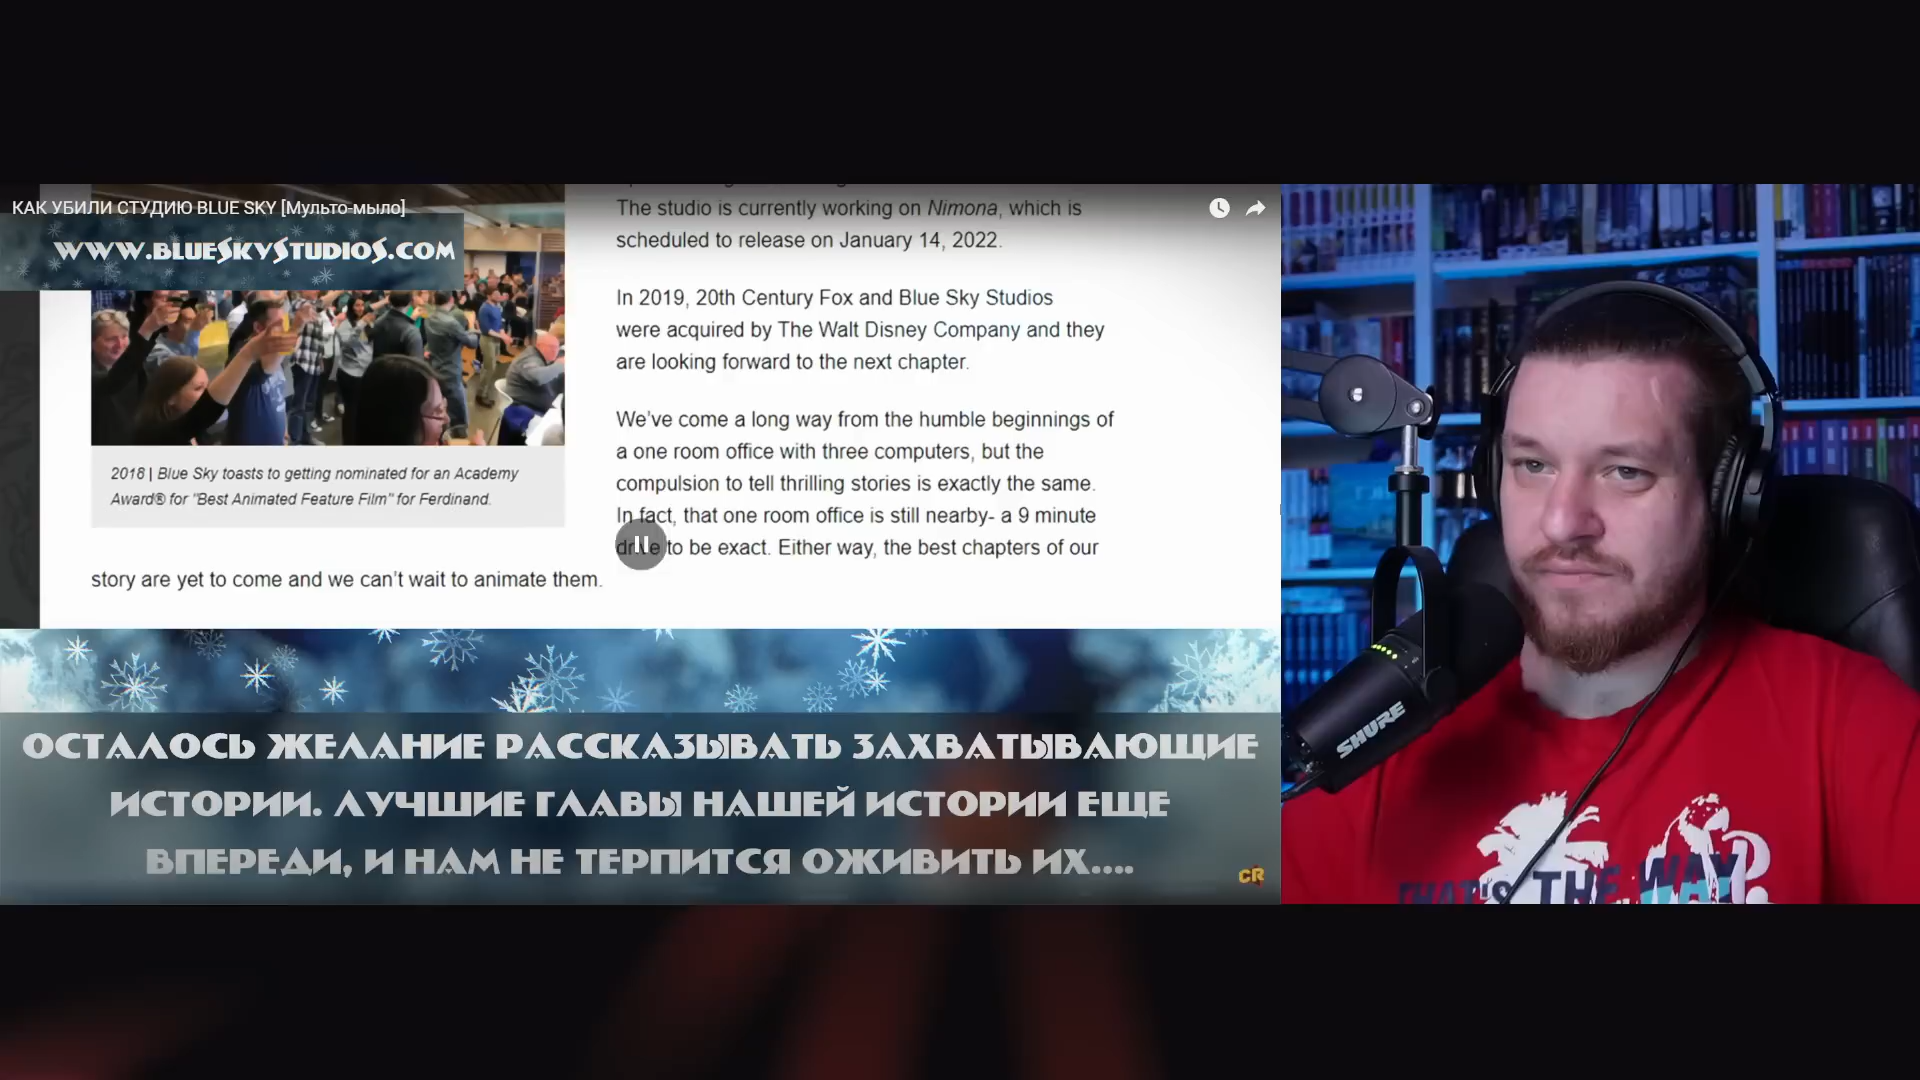 КАК УБИЛИ СТУДИЮ BLUE SKY [Мульто-мыло]
WWW.BLUESKYSTUDIOS.COM
The studio is currently working on Nimona, which is
scheduled to release on January 14, 2022.
In 2019, 20th Century Fox and Blue Sky Studios
were acquired by The Walt Disney Company and they
are looking forward to the next chapter.
We've come a long way from the humble beginnings of
a one room office with three computers, but the
compulsion to tell thrilling stories is exactly the same.
In fact, that one room office is still nearby- a 9 minute
drive to be exact. Either way, the best chapters of our
story are yet to come and we can't wait to animate them.
2018 | Blue Sky toasts to getting nominated for an Academy
Award® for "Best Animated Feature Film" for Ferdinand.
ОСТАЛОСЬ ЖЕЛАНИЕ РАССКАЗЫВАТЬ ЗАХВАТЫВАЮЩИЕ
ИСТОРИИ. ЛУЧШИЕ ГЛАВЫ НАШЕЙ ИСТОРИИ ЕЩЕ
ВПЕРЕДИ, И НАМ НЕ ТЕРПИТСЯ ОЖИВИТЬ ИХ....
CR
SHURE
THAT'S THE WAY